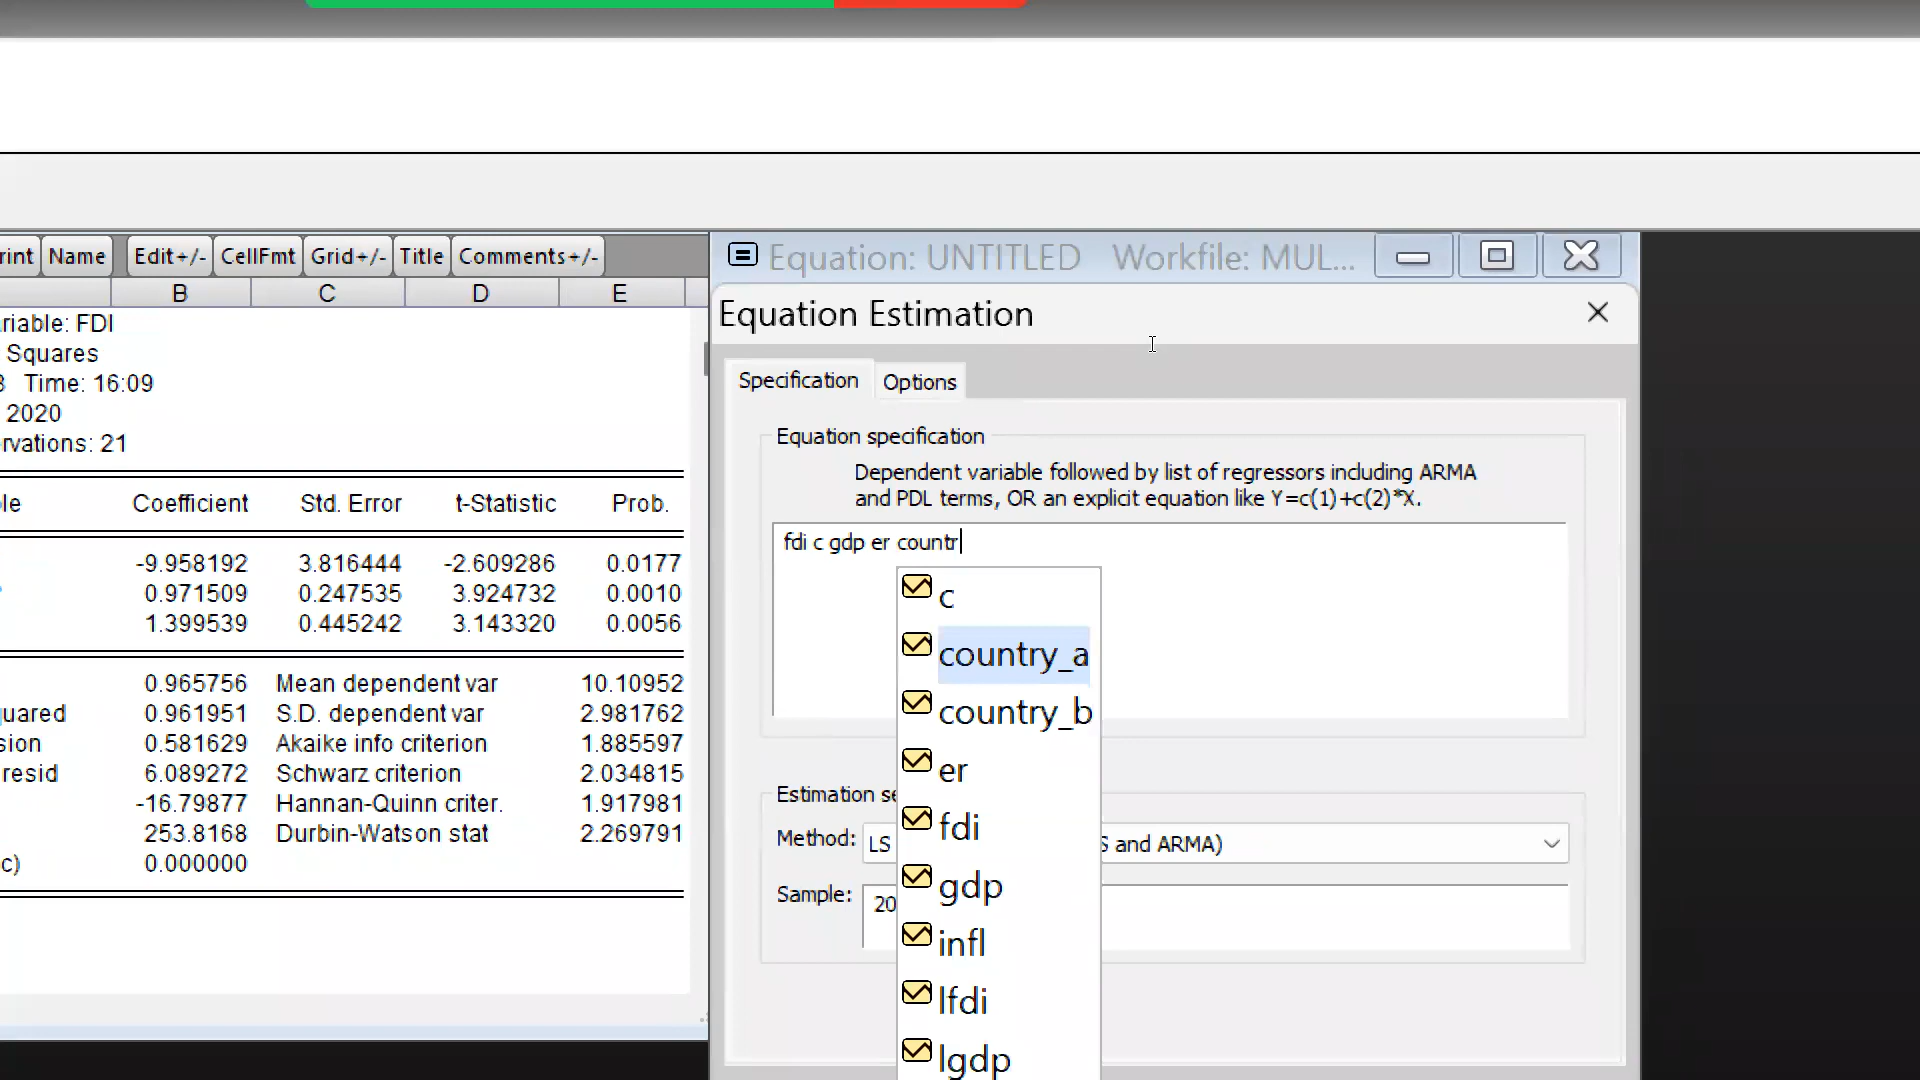 rint Name Edit+/- CellFmt Grid+/- Title Comments+/-
B C D E
riable: FDI
Squares
Time: 16:09
2020
rvations: 21
le Coefficient Std. Error t-Statistic Prob.
-9.958192 3.816444 -2.609286 0.0177
0.971509 0.247535 3.924732 0.0010
1.399539 0.445242 3.143320 0.0056
0.965756 Mean dependent var 10.10952
uared 0.961951 S.D. dependent var 2.981762
sion 0.581629 Akaike info criterion 1.885597
resid 6.089272 Schwarz criterion 2.034815
-16.79877 Hannan-Quinn criter. 1.917981
253.8168 Durbin-Watson stat 2.269791
c) 0.000000
Equation: UNTITLED Workfile: MUL...
Equation Estimation
Specification Options
Equation specification
Dependent variable followed by list of regressors including ARMA
and PDL terms, OR an explicit equation like Y=c(1)+c(2)*X.
fdi c gdp er countr
c
country_a
country_b
er
fdi
gdp
infl
lfdi
lgdp
Estimation se
Method: LS S and ARMA)
Sample: 20